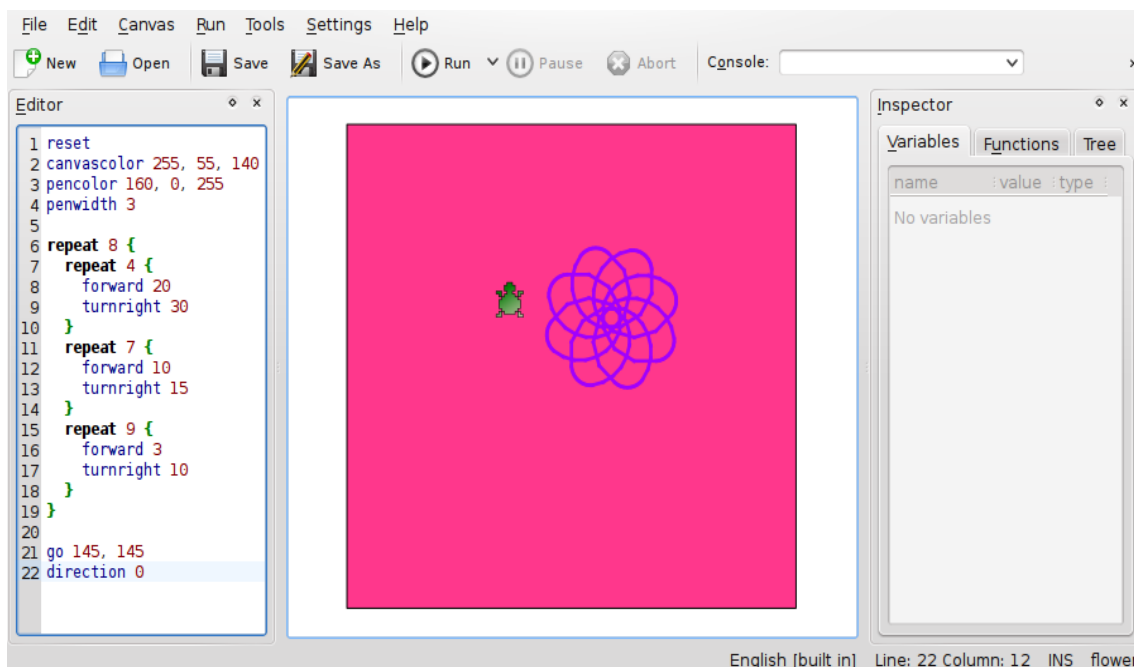 File Edit Canvas Run Tools Settings Help
New Open Save Save As Run Pause Abort Console:
Editor
1 reset
2 canvascolor 255, 55, 140
3 pencolor 160, 0, 255
4 penwidth 3
5
6 repeat 8 {
7 repeat 4 {
8 forward 20
9 turnright 30
10 }
11 repeat 7 {
12 forward 10
13 turnright 15
14 }
15 repeat 9 {
16 forward 3
17 turnright 10
18 }
19 }
20
21 go 145, 145
22 direction 0
Inspector
Variables Functions Tree
name value type
No variables
English [built in] Line: 22 Column: 12 INS flower